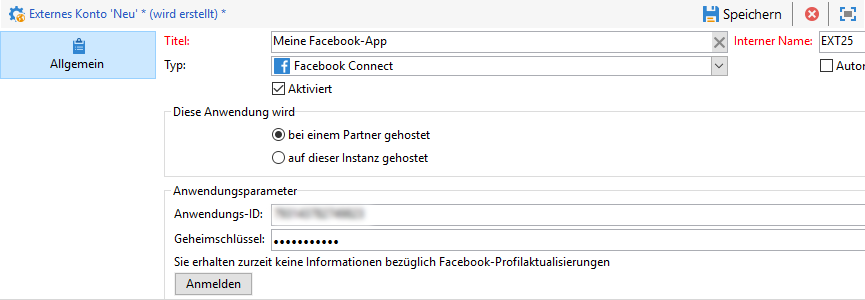 Externes Konto 'Neu' * (wird erstellt) *
Speichern
Allgemein
Titel: Meine Facebook-App Interner Name: EXT25
Typ: Facebook Connect
Aktiviert
Diese Anwendung wird
bei einem Partner gehostet
auf dieser Instanz gehostet
Anwendungsparameter
Anwendungs-ID:
Geheimschlüssel: •••••••••••
Sie erhalten zurzeit keine Informationen bezüglich Facebook-Profilaktualisierungen
Anmelden